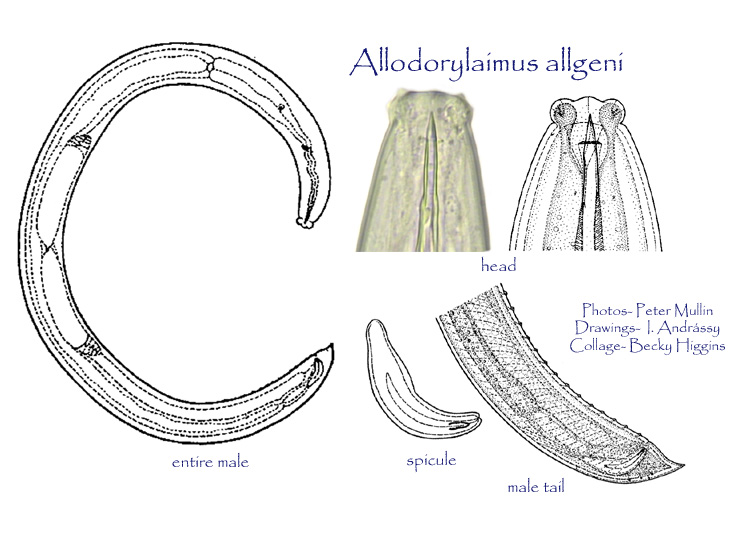 Allodorylaimus allgeni
head
Photos- Peter Mullin
Drawings- I. Andrássy
Collage- Becky Higgins
entire male
spicule
male tail